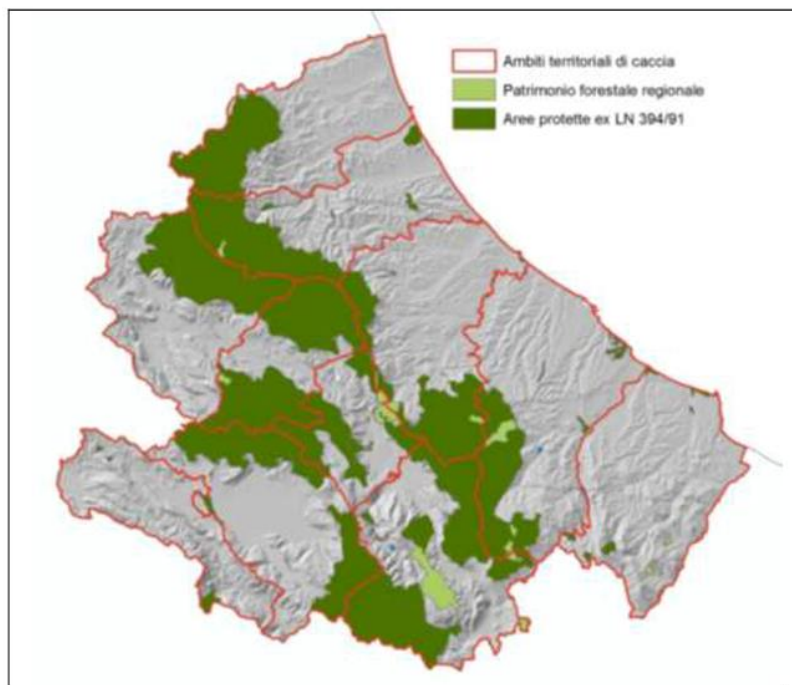 Ambiti territoriali di caccia
Patrimonio forestale regionale
Aree protette ex LN 394/91